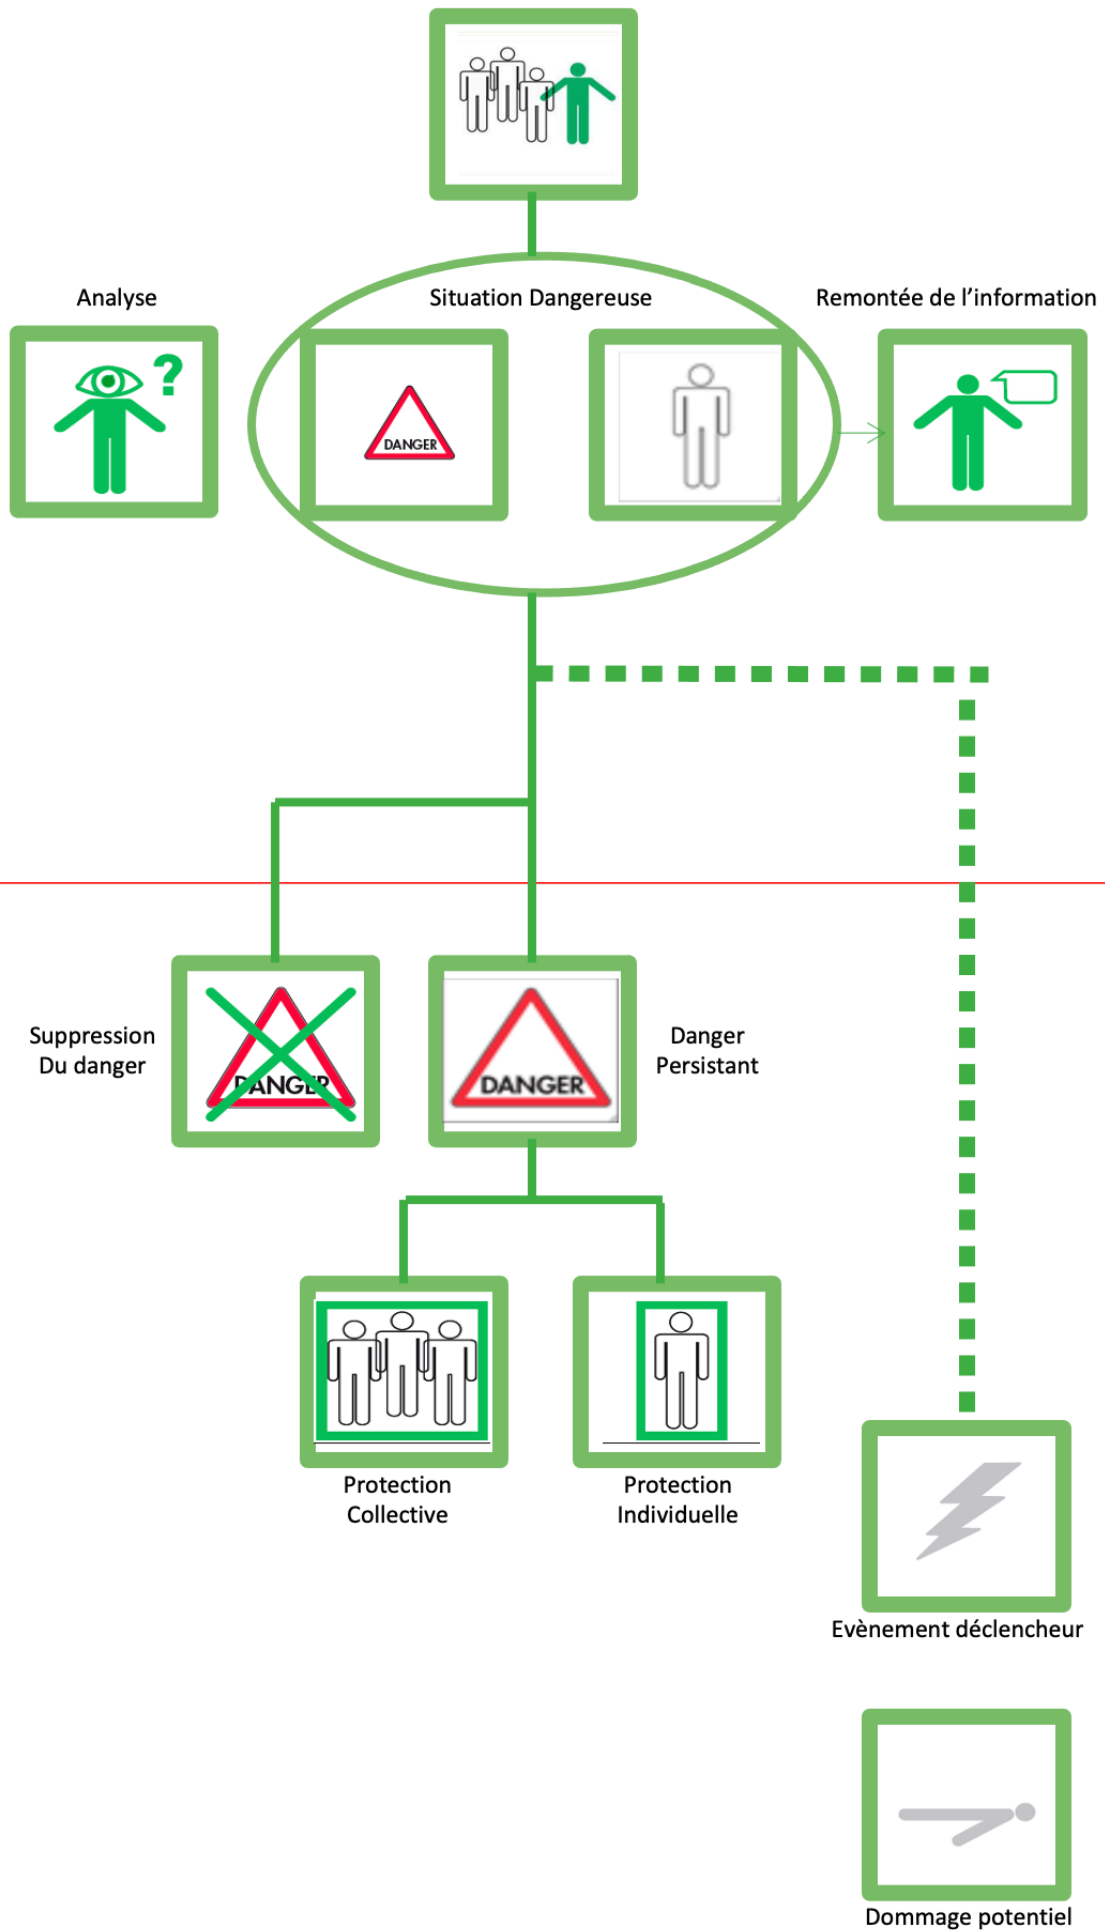 Analyse
Situation Dangereuse
Remontée de l'information
?
DANGER
Suppression
Du danger
DANGER
DANGER
Danger
Persistant
Protection
Collective
Protection
Individuelle
Evènement déclencheur
Dommage potentiel